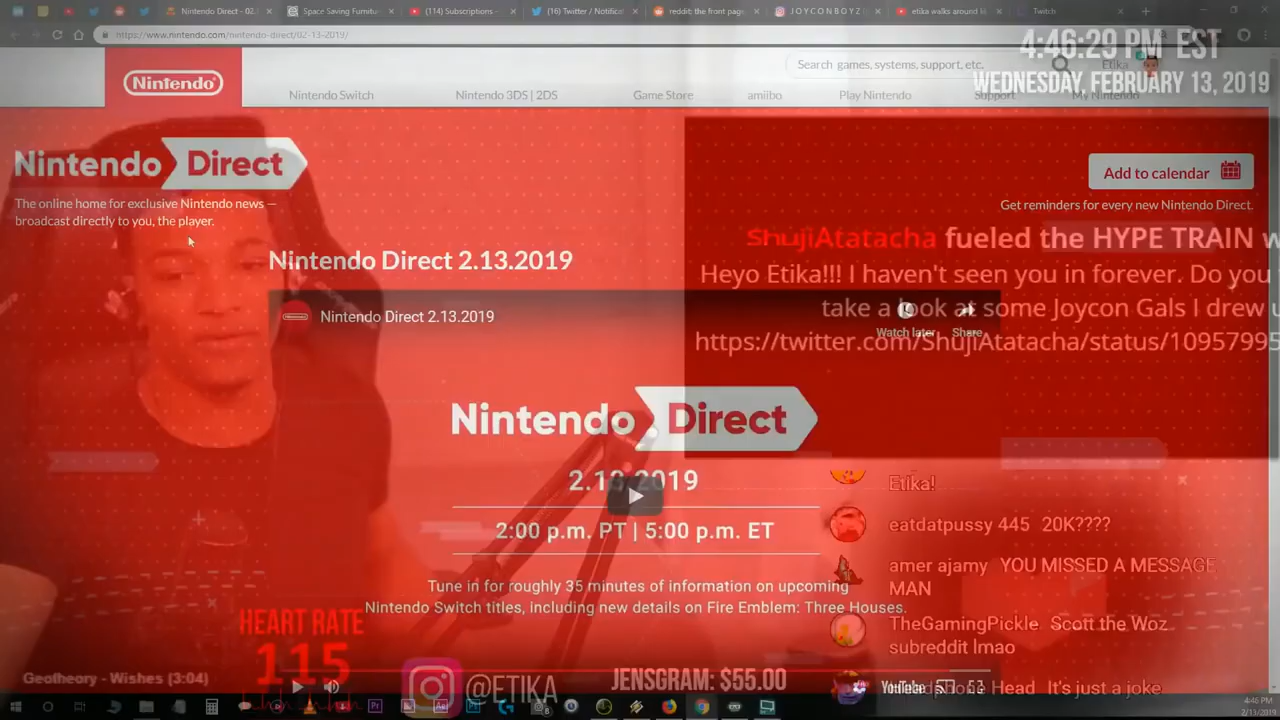 Nintendo Direct - 02.
Space Saving Furnitu
(114) Subscriptions -
(16) Twitter / Notificat
reddit: the front page
J O Y C O N B O Y Z
etika walks around li
Twitch
https://www.nintendo.com/nintendo-direct/02-13-2019/
4:46:29 PM EST
WEDNESDAY, FEBRUARY 13, 2019
Nintendo
Search games, systems, support, etc.
Etika
Nintendo Switch
Nintendo 3DS | 2DS
Game Store
amiibo
Play Nintendo
Support
My Nintendo
Nintendo Direct
The online home for exclusive Nintendo news —
broadcast directly to you, the player.
Add to calendar
Get reminders for every new Nintendo Direct.
Nintendo Direct 2.13.2019
Nintendo Direct 2.13.2019
Watch later
Share
ShujiAtatacha fueled the HYPE TRAIN w
Heyo Etika!!! I haven't seen you in forever. Do you
take a look at some Joycon Gals I drew u
https://twitter.com/ShujiAtatacha/status/10957995
Nintendo Direct
2.13.2019
2:00 p.m. PT | 5:00 p.m. ET
Tune in for roughly 35 minutes of information on upcoming
Nintendo Switch titles, including new details on Fire Emblem: Three Houses.
Etika!
eatdatpussy 445 20K????
amer ajamy YOU MISSED A MESSAGE
MAN
TheGamingPickle Scott the Woz
subreddit lmao
Head It's just a joke
YouTube
HEART RATE
115
Geotheory - Wishes (3:04)
@ETIKA
JENSGRAM: $55.00
4:46 PM
2/13/2019